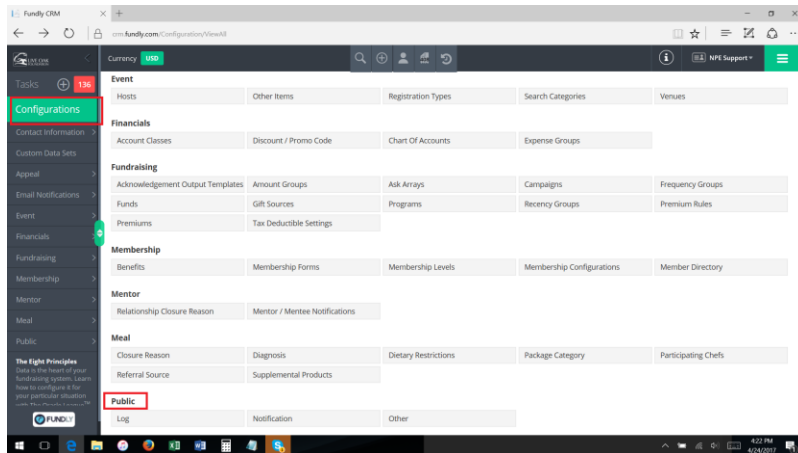 Fundly CRM
crm.fundly.com/Configuration/ViewAll
Currency USD
NPE Support
Tasks 136
Configurations
Contact Information
Custom Data Sets
Appeal
Email Notifications
Event
Financials
Fundraising
Membership
Mentor
Meal
Public
The Eight Principles
Data is the heart of your
fundraising system. Learn
how to configure it for
your particular situation
FUNDLY
Event
Hosts Other Items Registration Types Search Categories Venues
Financials
Account Classes Discount / Promo Code Chart Of Accounts Expense Groups
Fundraising
Acknowledgement Output Templates Amount Groups Ask Arrays Campaigns Frequency Groups
Funds Gift Sources Programs Recency Groups Premium Rules
Premiums Tax Deductible Settings
Membership
Benefits Membership Forms Membership Levels Membership Configurations Member Directory
Mentor
Relationship Closure Reason Mentor / Mentee Notifications
Meal
Closure Reason Diagnosis Dietary Restrictions Package Category Participating Chefs
Referral Source Supplemental Products
Public
Log Notification Other
4:22 PM
4/24/2017